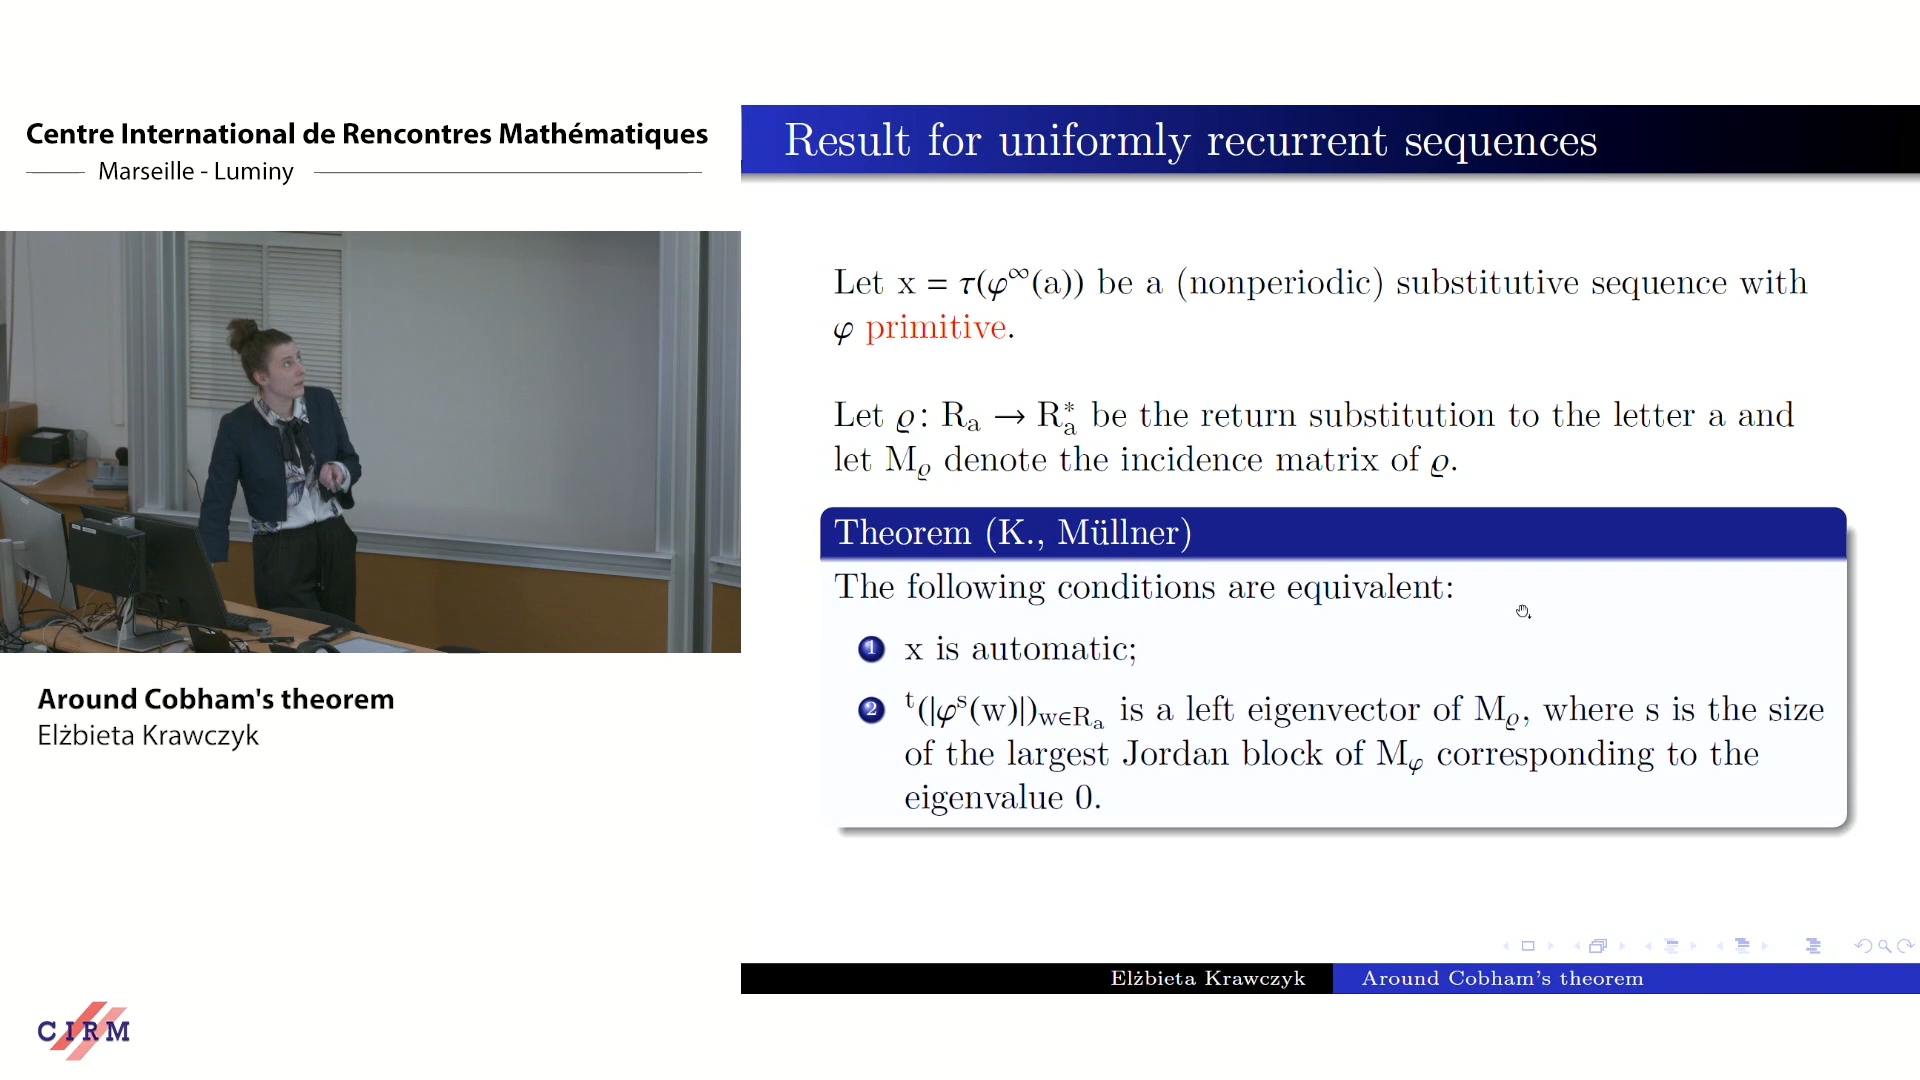 Centre International de Rencontres Mathématiques
Marseille - Luminy
Around Cobham's theorem
Elżbieta Krawczyk
CIRM
Result for uniformly recurrent sequences
Let x = τ(φ^∞(a)) be a (nonperiodic) substitutive sequence with
φ primitive.
Let ϱ: R_a → R_a^* be the return substitution to the letter a and
let M_ϱ denote the incidence matrix of ϱ.
Theorem (K., Müllner)
The following conditions are equivalent:
1 x is automatic;
2 ^t(|φ^s(w)|)_{w∈R_a} is a left eigenvector of M_ϱ, where s is the size
of the largest Jordan block of M_φ corresponding to the
eigenvalue 0.
Elżbieta Krawczyk
Around Cobham's theorem